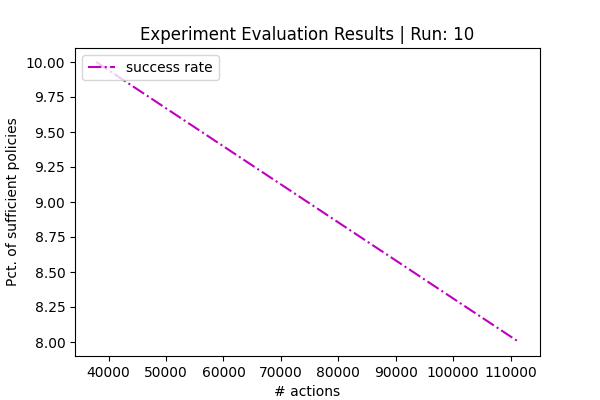 Experiment Evaluation Results | Run: 10
success rate
Pct. of sufficient policies
10.00
9.75
9.50
9.25
9.00
8.75
8.50
8.25
8.00
40000 50000 60000 70000 80000 90000 100000 110000
# actions